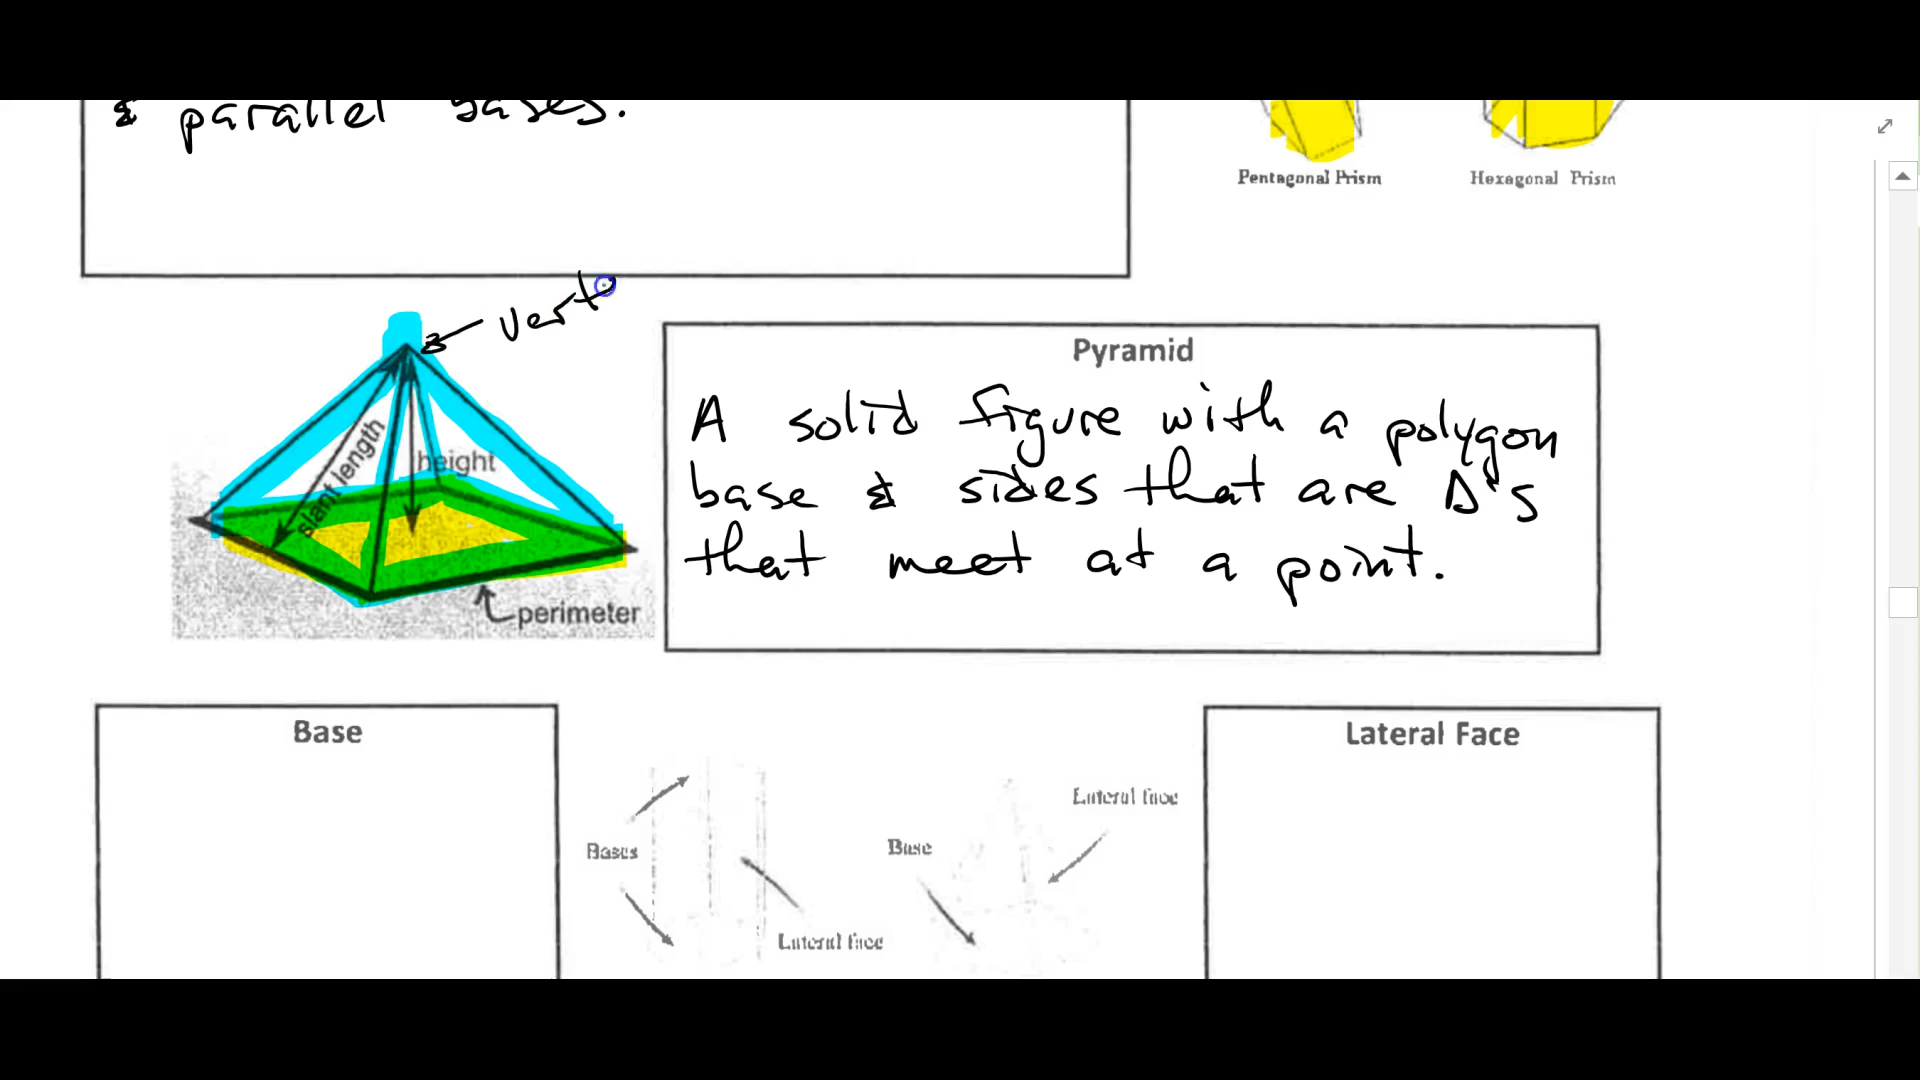 & parallel bases.
Pentagonal Prism
Hexagonal Prism
vert
Pyramid
A solid figure with a polygon
base & sides that are Δ's
that meet at a point.
slant length
height
perimeter
Base
Lateral Face
Bases
Lateral face
Base
Lateral face